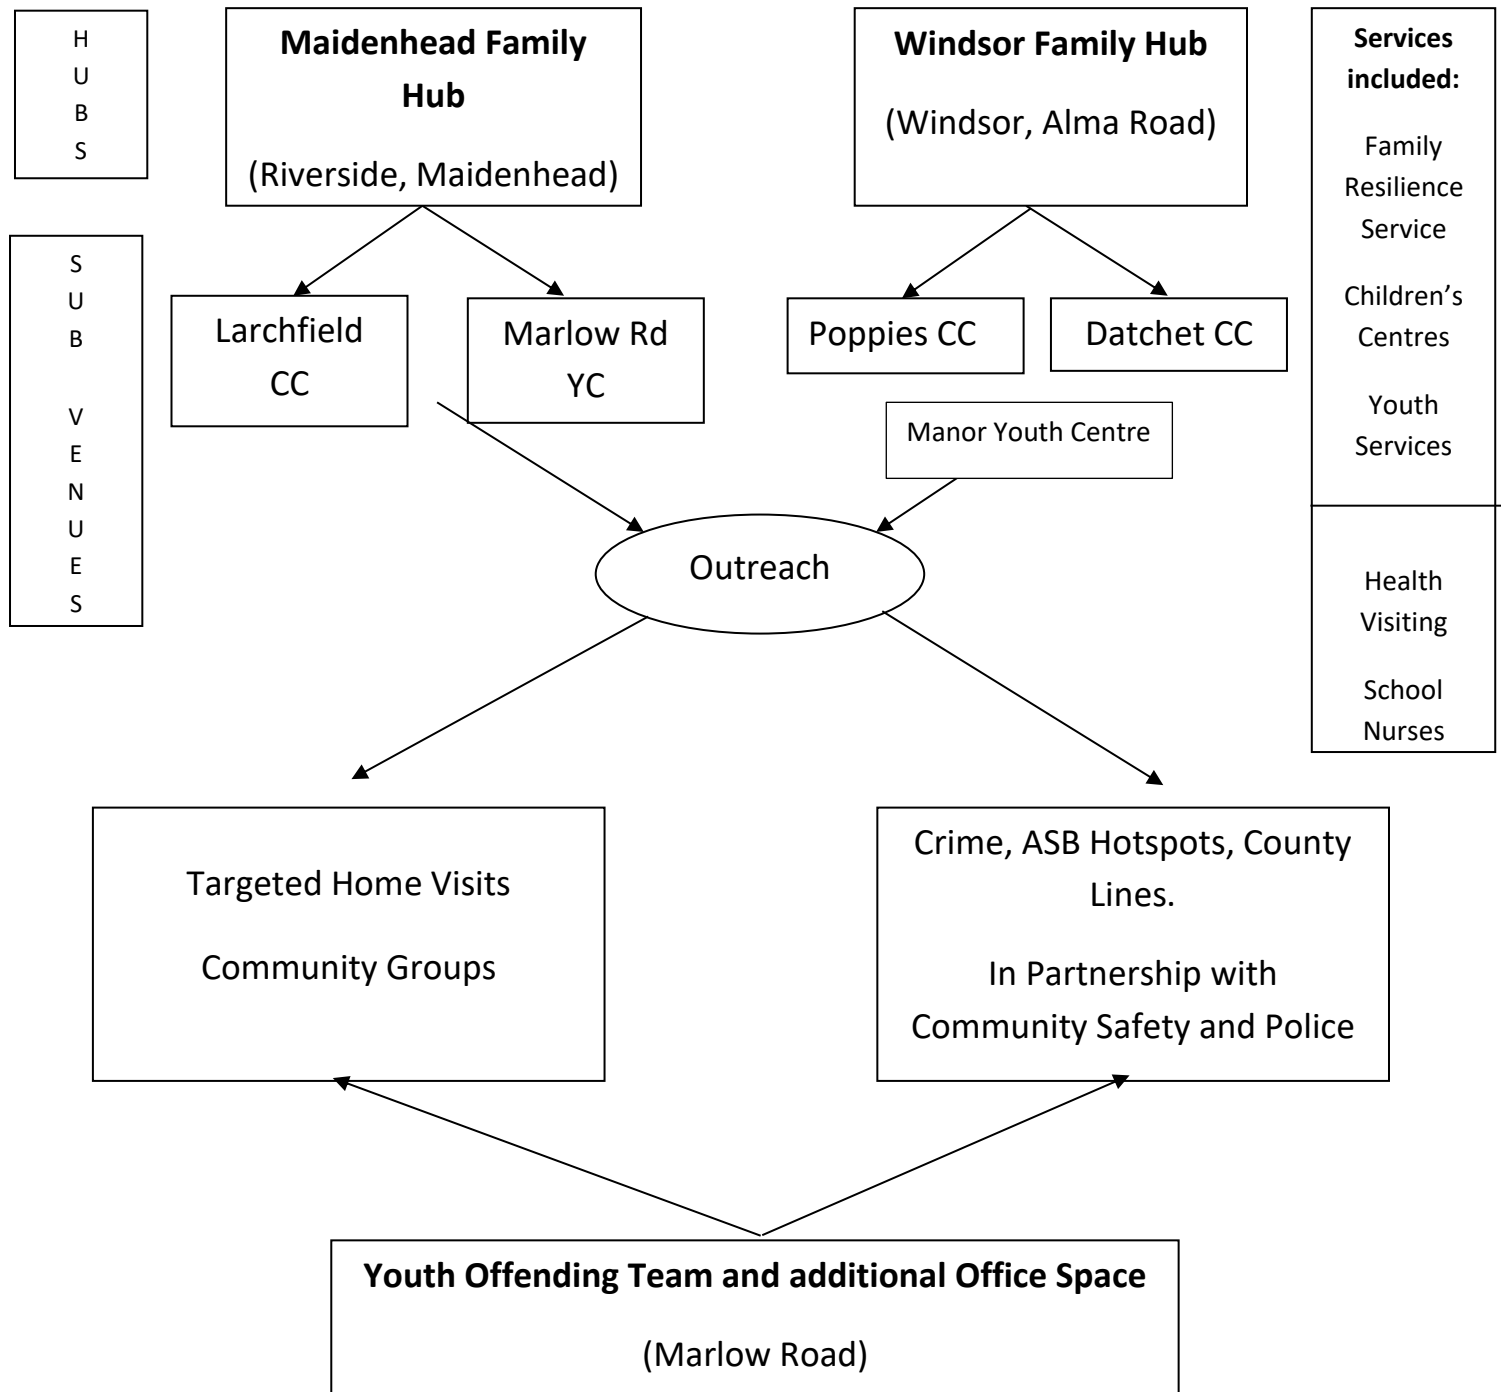 H
U
B
S
Maidenhead Family
Hub
(Riverside, Maidenhead)
Windsor Family Hub
(Windsor, Alma Road)
Services
included:
Family
Resilience
Service
Children’s
Centres
Youth
Services
Health
Visiting
School
Nurses
S
U
B
V
E
N
U
E
S
Larchfield
CC
Marlow Rd
YC
Poppies CC
Datchet CC
Manor Youth Centre
Outreach
Targeted Home Visits
Community Groups
Crime, ASB Hotspots, County
Lines.
In Partnership with
Community Safety and Police
Youth Offending Team and additional Office Space
(Marlow Road)